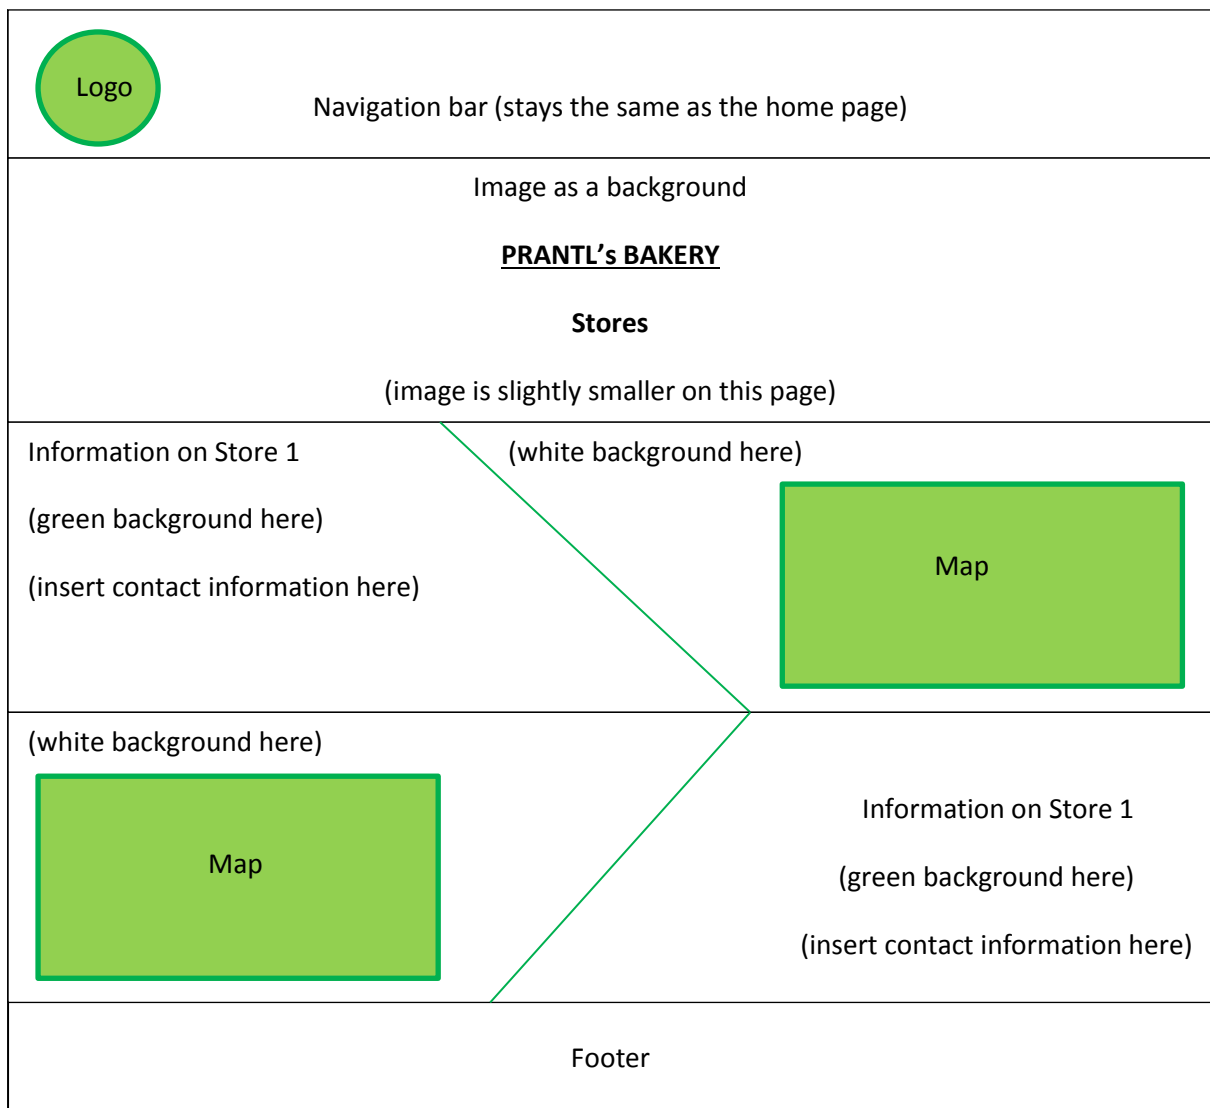 Logo
Navigation bar (stays the same as the home page)
Image as a background
PRANTL’s BAKERY
Stores
(image is slightly smaller on this page)
Information on Store 1
(green background here)
(insert contact information here)
(white background here)
Map
(white background here)
Map
Information on Store 1
(green background here)
(insert contact information here)
Footer